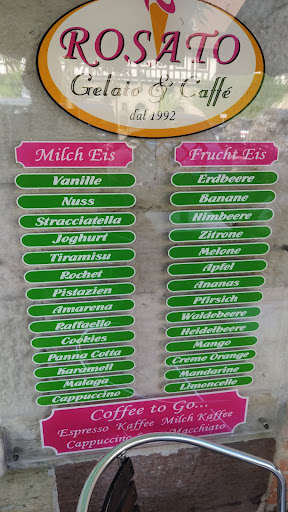 ROSATO
Gelato & Caffé
dal 1992
Milch Eis
Vanille
Nuss
Stracciatella
Joghurt
Tiramisu
Rochet
Pistazien
Amarena
Raffaello
Cookies
Panna Cotta
Karamell
Malaga
Cappuccino
Frucht Eis
Erdbeere
Banane
Himbeere
Zitrone
Melone
Apfel
Ananas
Pfirsich
Waldebeere
Heidelbeere
Mango
Creme Orange
Mandarine
Limoncello
Coffee to Go...
Espresso Kaffee Milch Kaffee
Cappuccino Macchiato